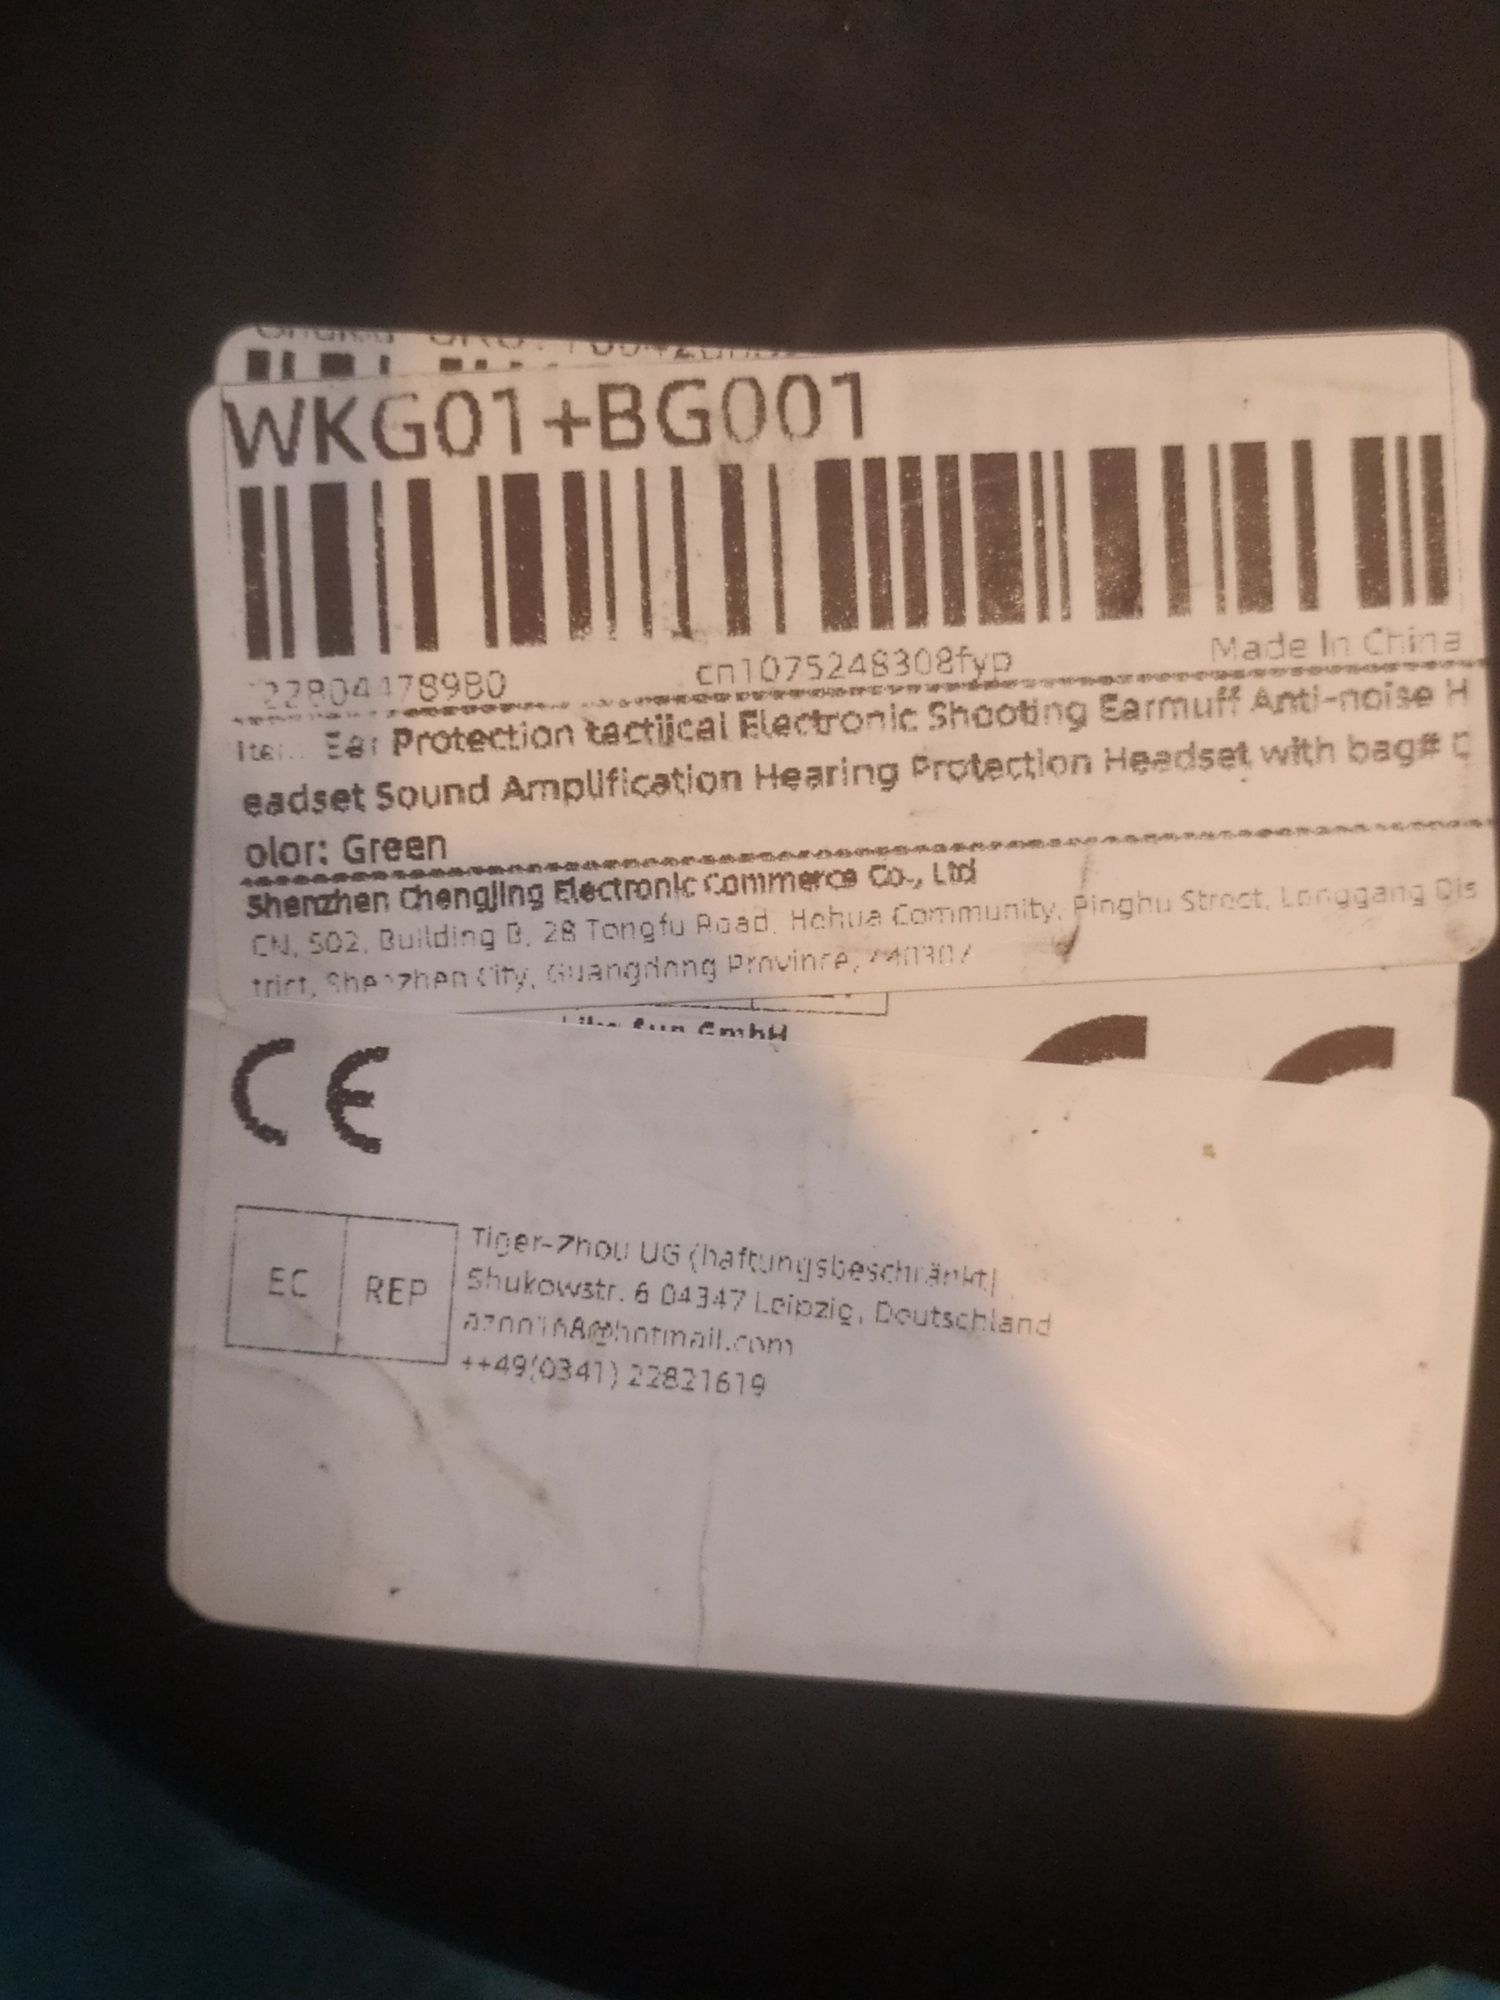 WKG01+BG001
cn1075248308fyp
Made In China
Ear Protection tactijcal Electronic Shooting Earmuff Anti-noise H
eadset Sound Amplification Hearing Protection Headset with bag# C
olor: Green
Shenzhen Chengjing Electronic Commerce Co., Ltd
CN, 502, Building B, 28 Tongfu Road, Hehua Community, Pinghu Street, Longgang Dis
trict, Shenzhen City, Guangdong Province,
Sun GmbH
CE
EC REP
Tiger-Zhou UG (haftungsbeschränkt)
Shukowstr. 6 04347 Leipzig, Deutschland
++49(0341) 22821619